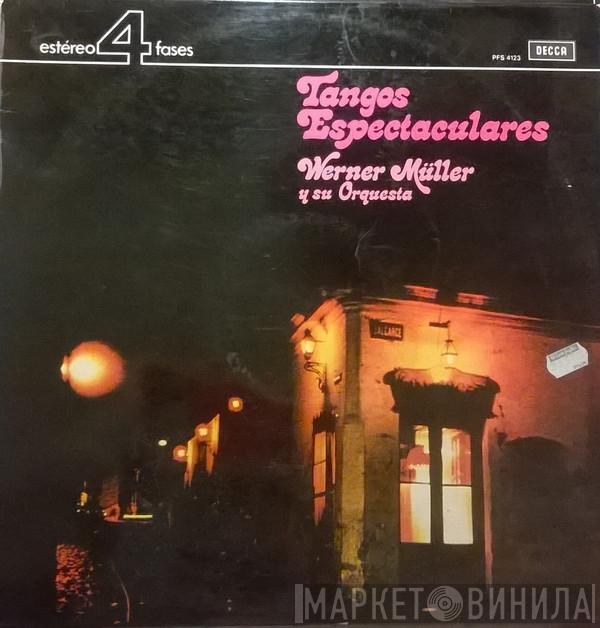 estéreo 4 fases
PFS 4123
DECCA
Tangos
Espectaculares
Werner Müller
y su Orquesta
МАРКЕТ ВИНИЛА